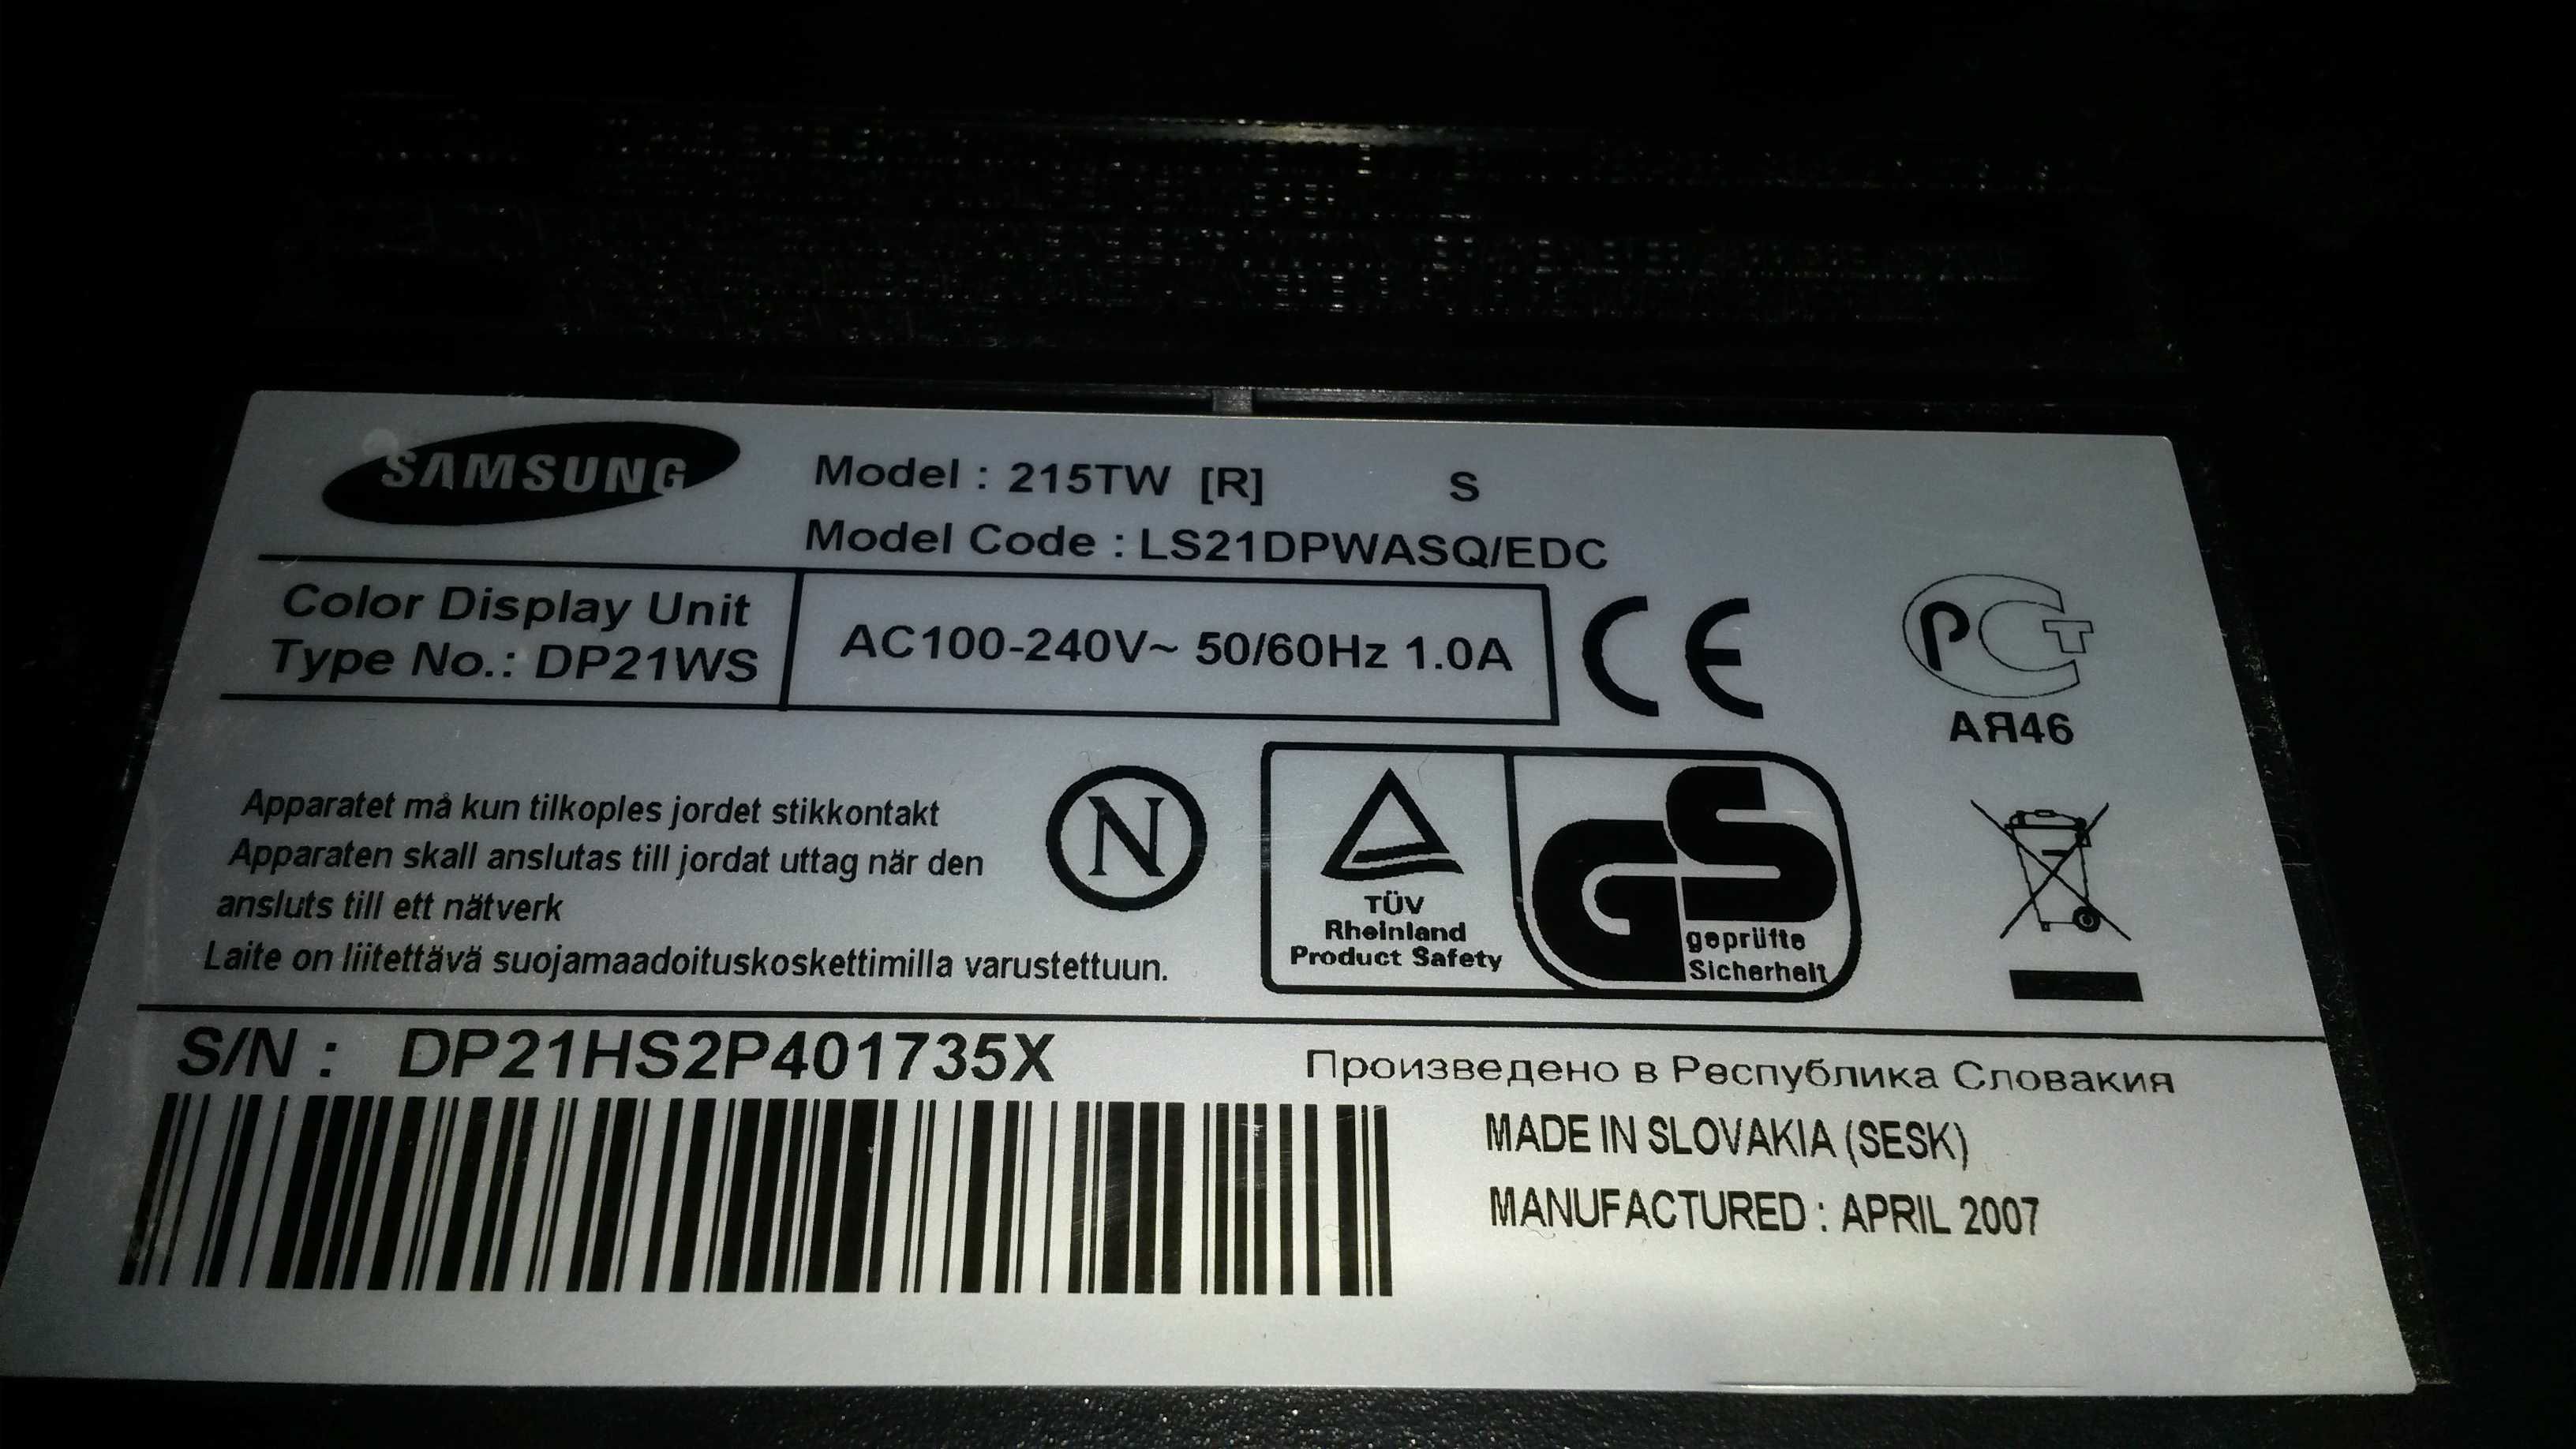 SAMSUNG
Model : 215TW [R] S
Model Code : LS21DPWASQ/EDC
Color Display Unit
Type No.: DP21WS
AC100-240V~ 50/60Hz 1.0A
CE
PCT
АЯ46
Apparatet må kun tilkoples jordet stikkontakt
Apparaten skall anslutas till jordat uttag när den
ansluts till ett nätverk
Laite on liitettävä suojamaadoituskoskettimilla varustettuun.
N
TÜV
Rheinland
Product Safety
GS
geprüfte
Sicherheit
S/N : DP21HS2P401735X
Произведено в Республика Словакия
MADE IN SLOVAKIA (SESK)
MANUFACTURED : APRIL 2007